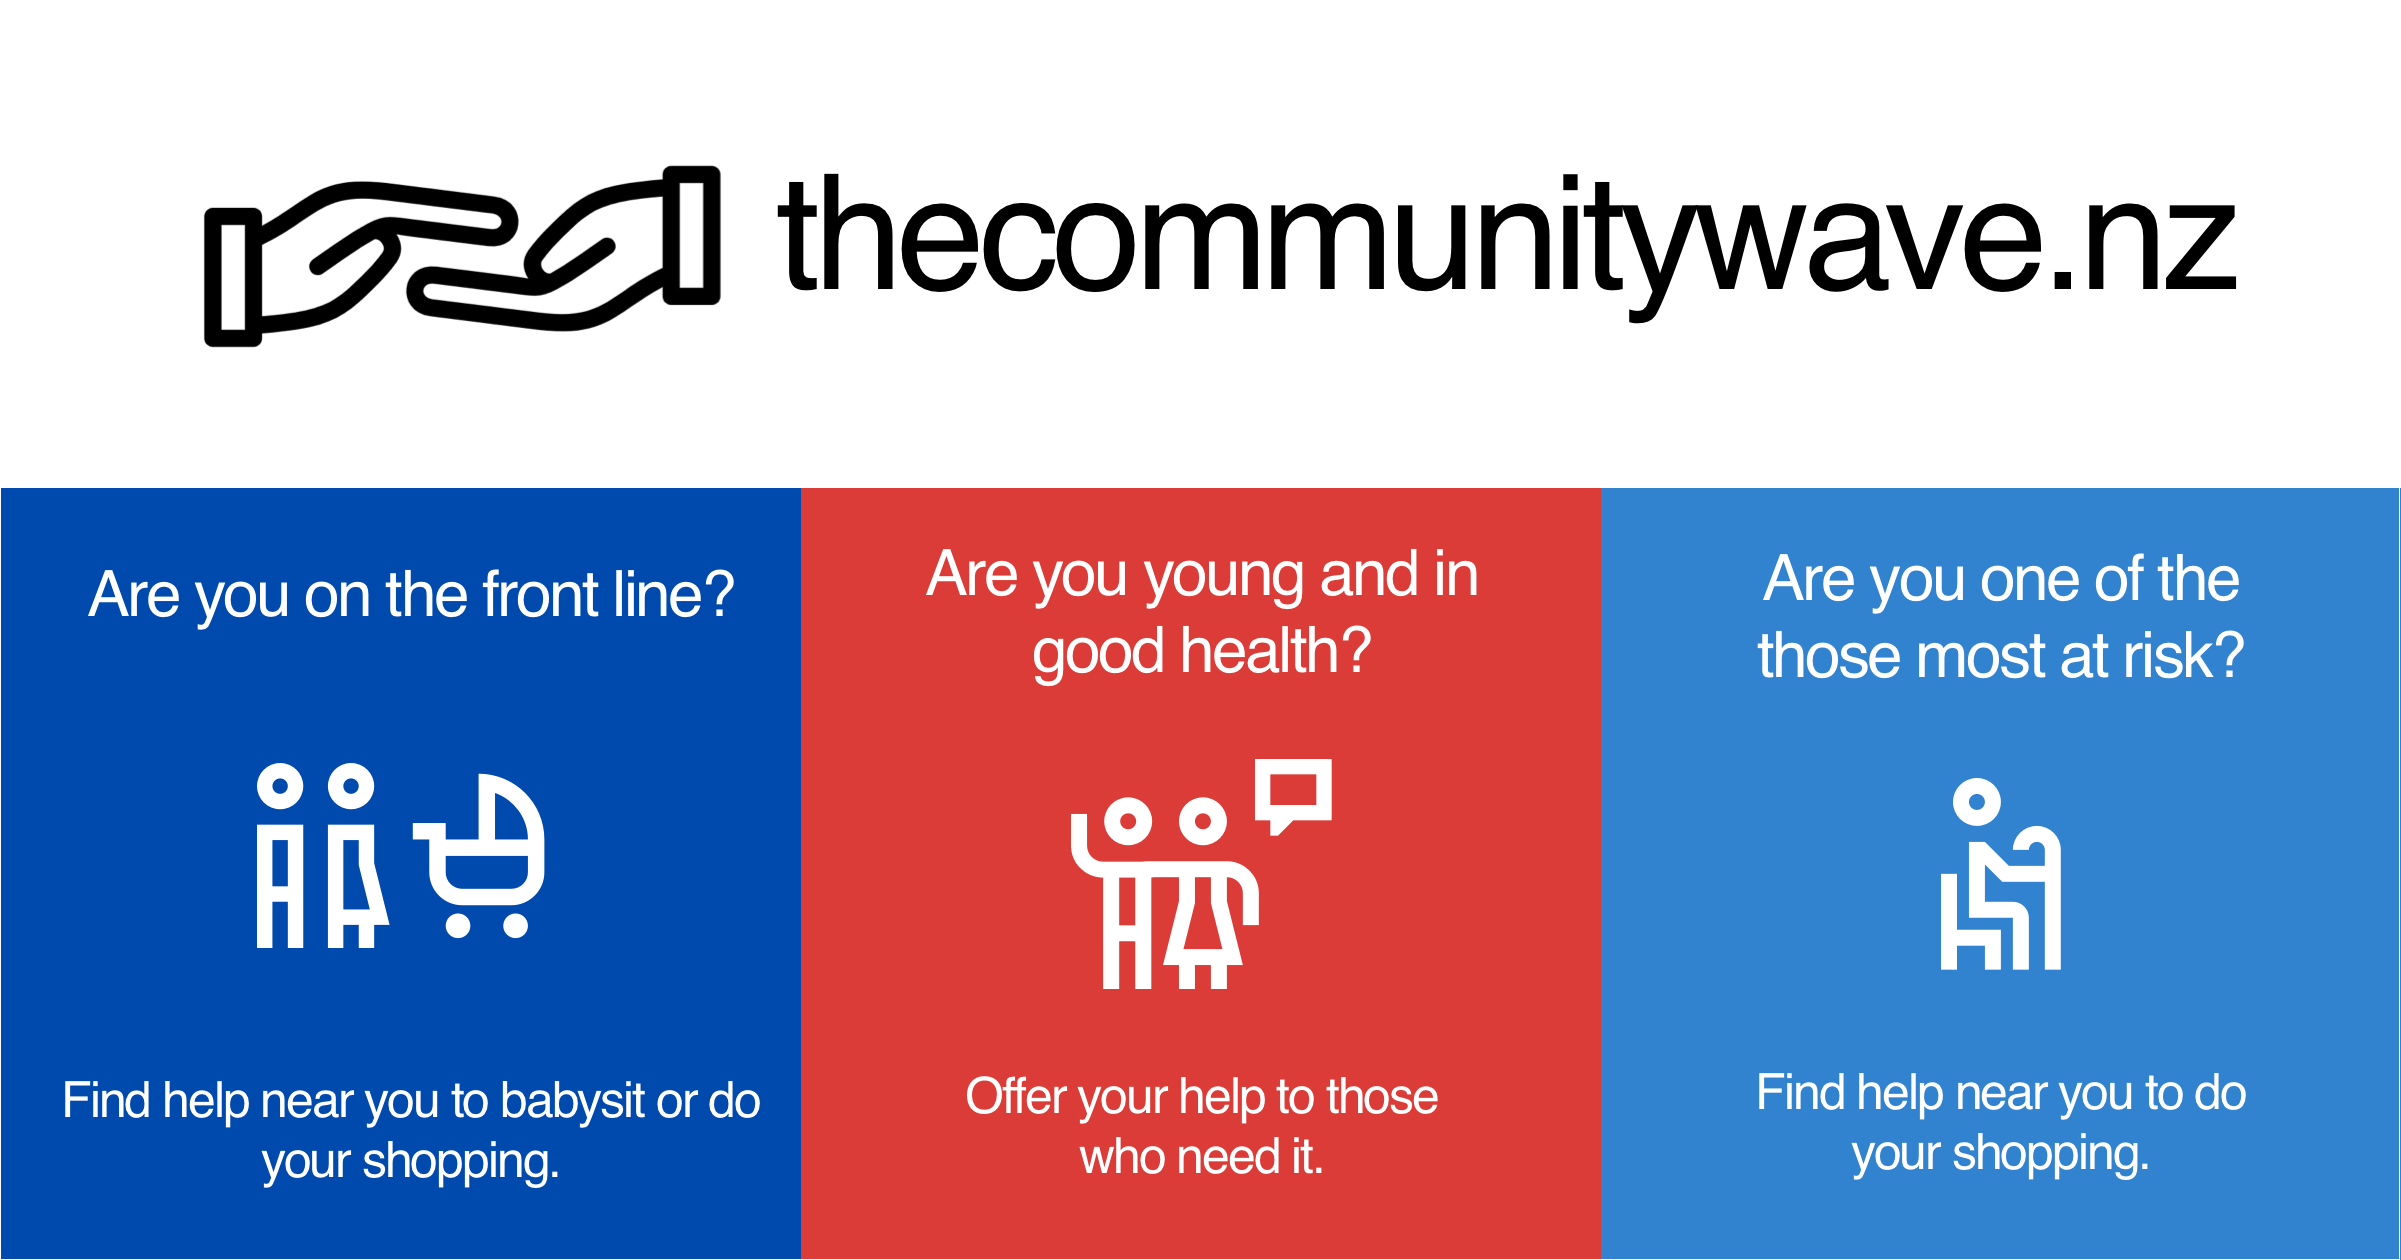 thecommunitywave.nz
Are you on the front line?
Find help near you to babysit or do
your shopping.
Are you young and in
good health?
Offer your help to those
who need it.
Are you one of the
those most at risk?
Find help near you to do
your shopping.